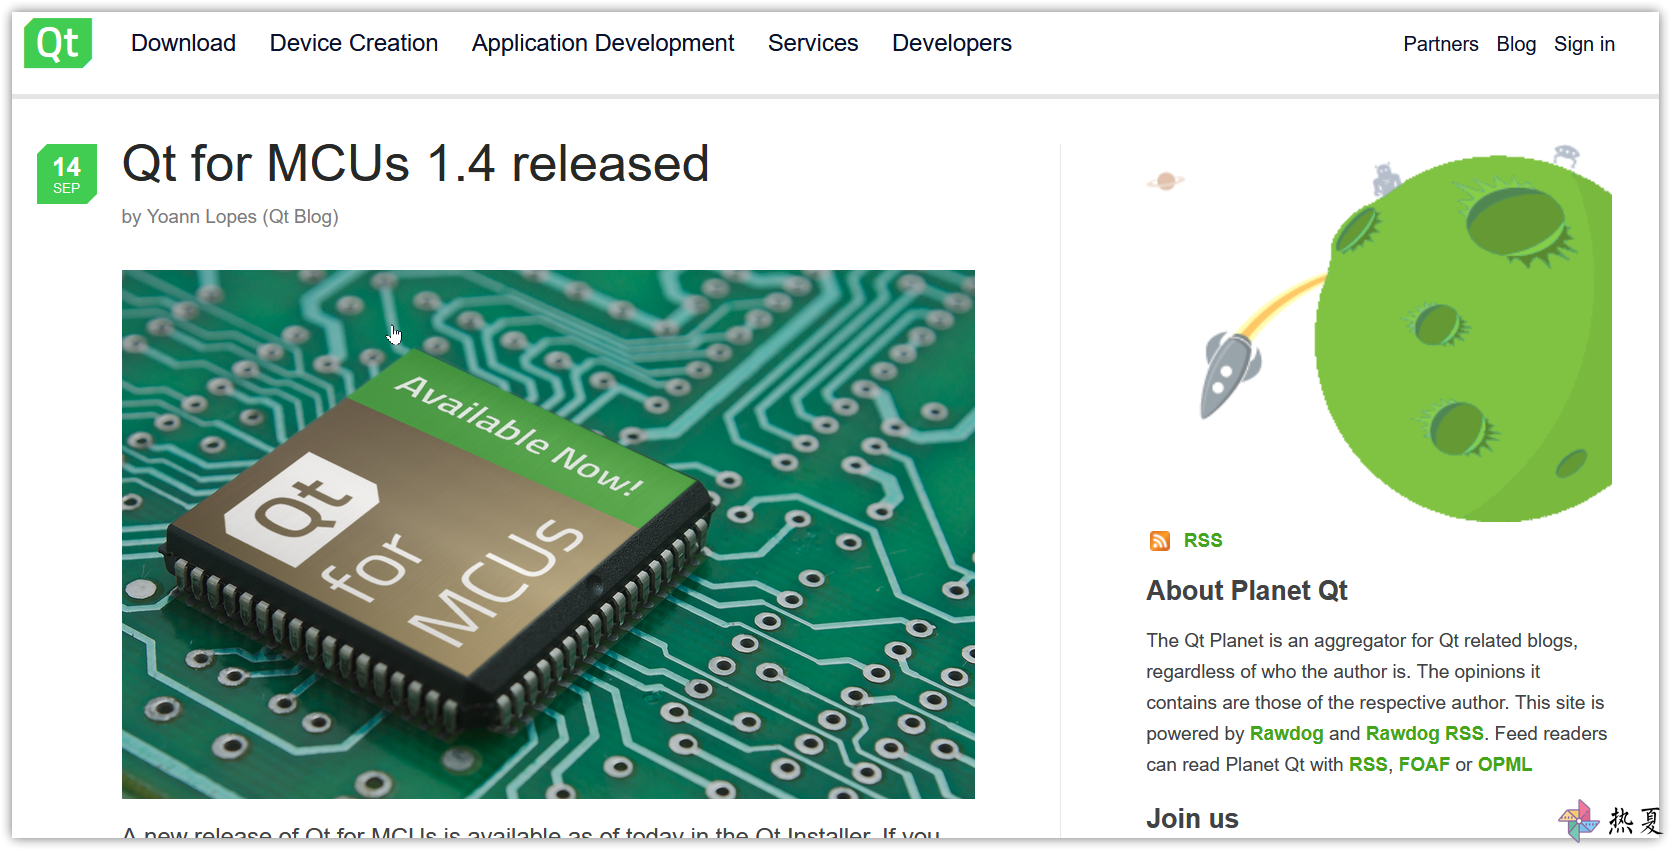 Qt Download Device Creation Application Development Services Developers Partners Blog Sign in
14
SEP
Qt for MCUs 1.4 released
by Yoann Lopes (Qt Blog)
Available Now!
Qt
for
MCUs
A new release of Qt for MCUs is available as of today in the Qt Installer. If you
RSS
About Planet Qt
The Qt Planet is an aggregator for Qt related blogs,
regardless of who the author is. The opinions it
contains are those of the respective author. This site is
powered by Rawdog and Rawdog RSS. Feed readers
can read Planet Qt with RSS, FOAF or OPML
Join us
热夏